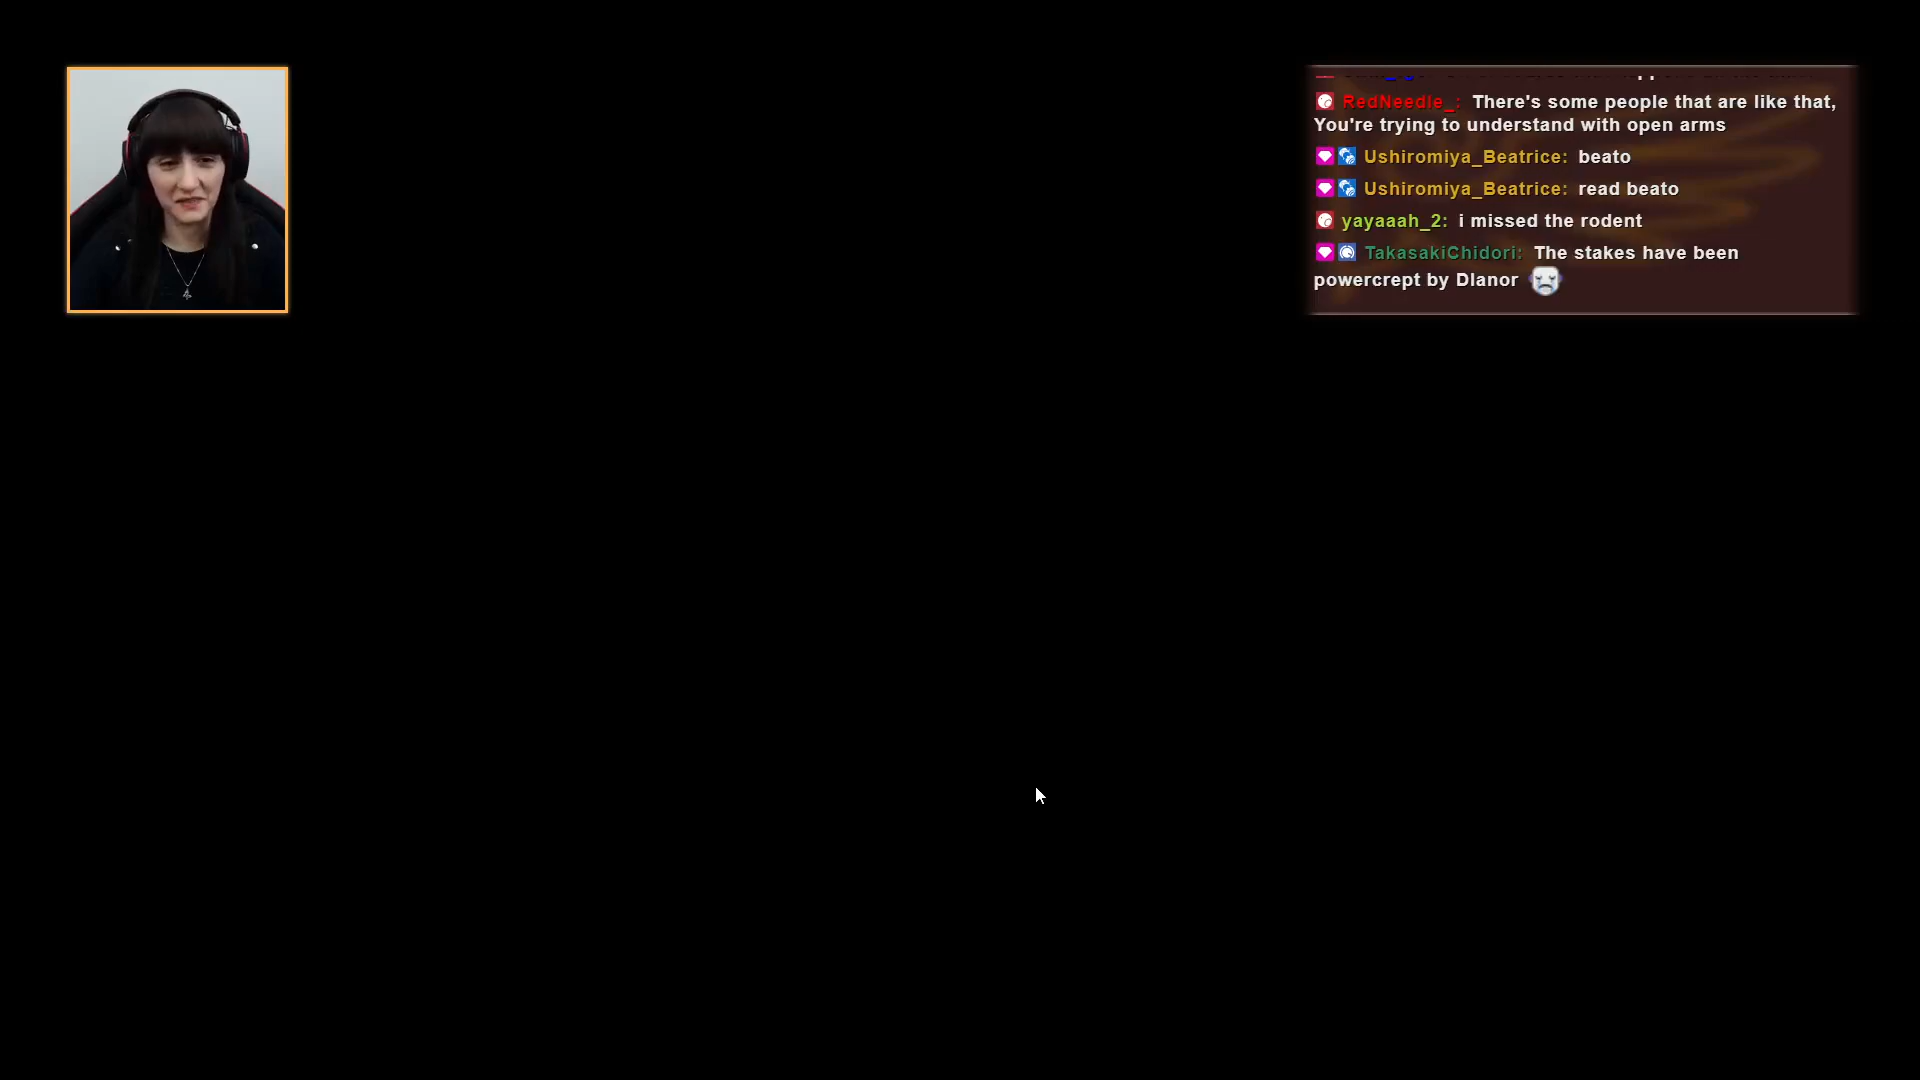 RedNeedle_: There's some people that are like that,
You're trying to understand with open arms
Ushiromiya_Beatrice: beato
Ushiromiya_Beatrice: read beato
yayaaah_2: i missed the rodent
TakasakiChidori: The stakes have been
powercrept by Dlanor